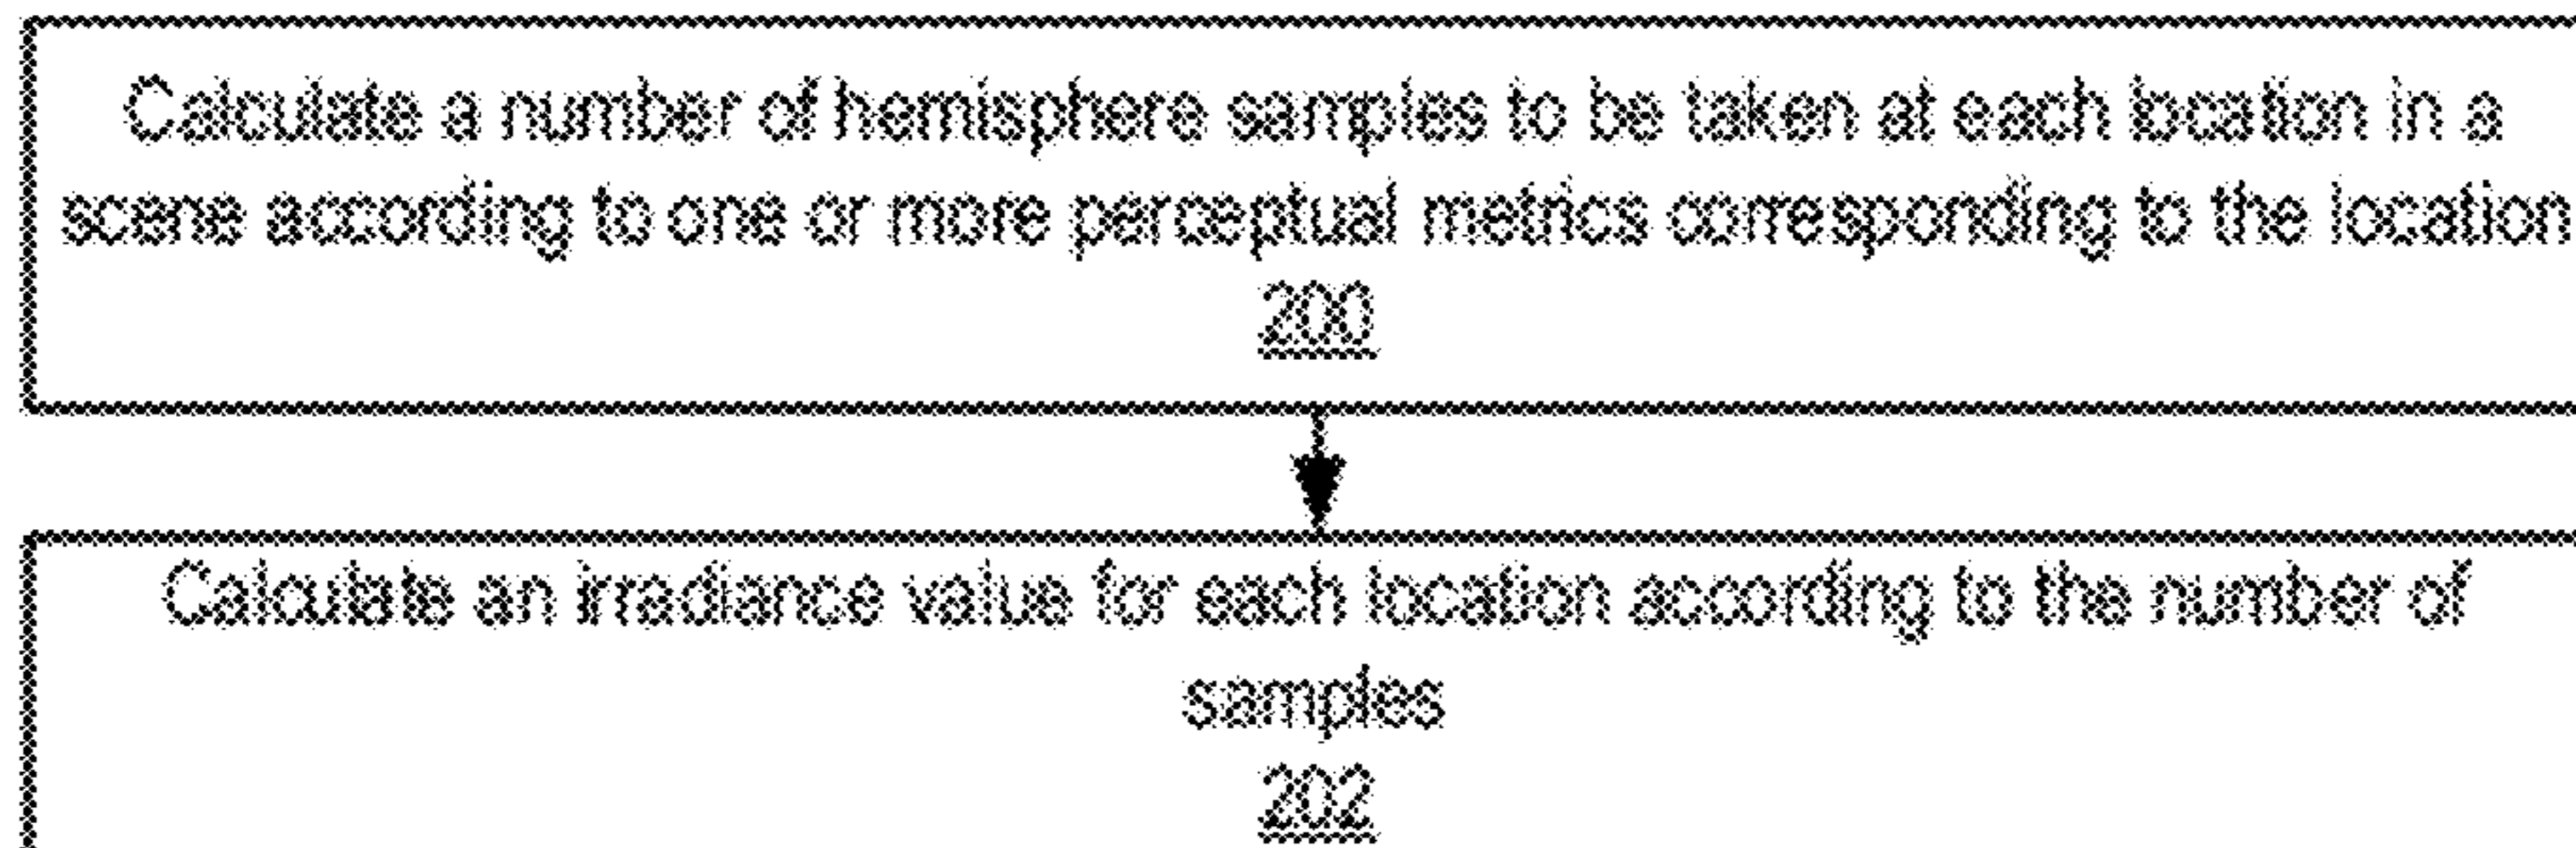 Calculate a number of hemisphere samples to be taken at each location in a
scene according to one or more perceptual metrics corresponding to the location
200
Calculate an irradiance value for each location according to the number of
samples
202